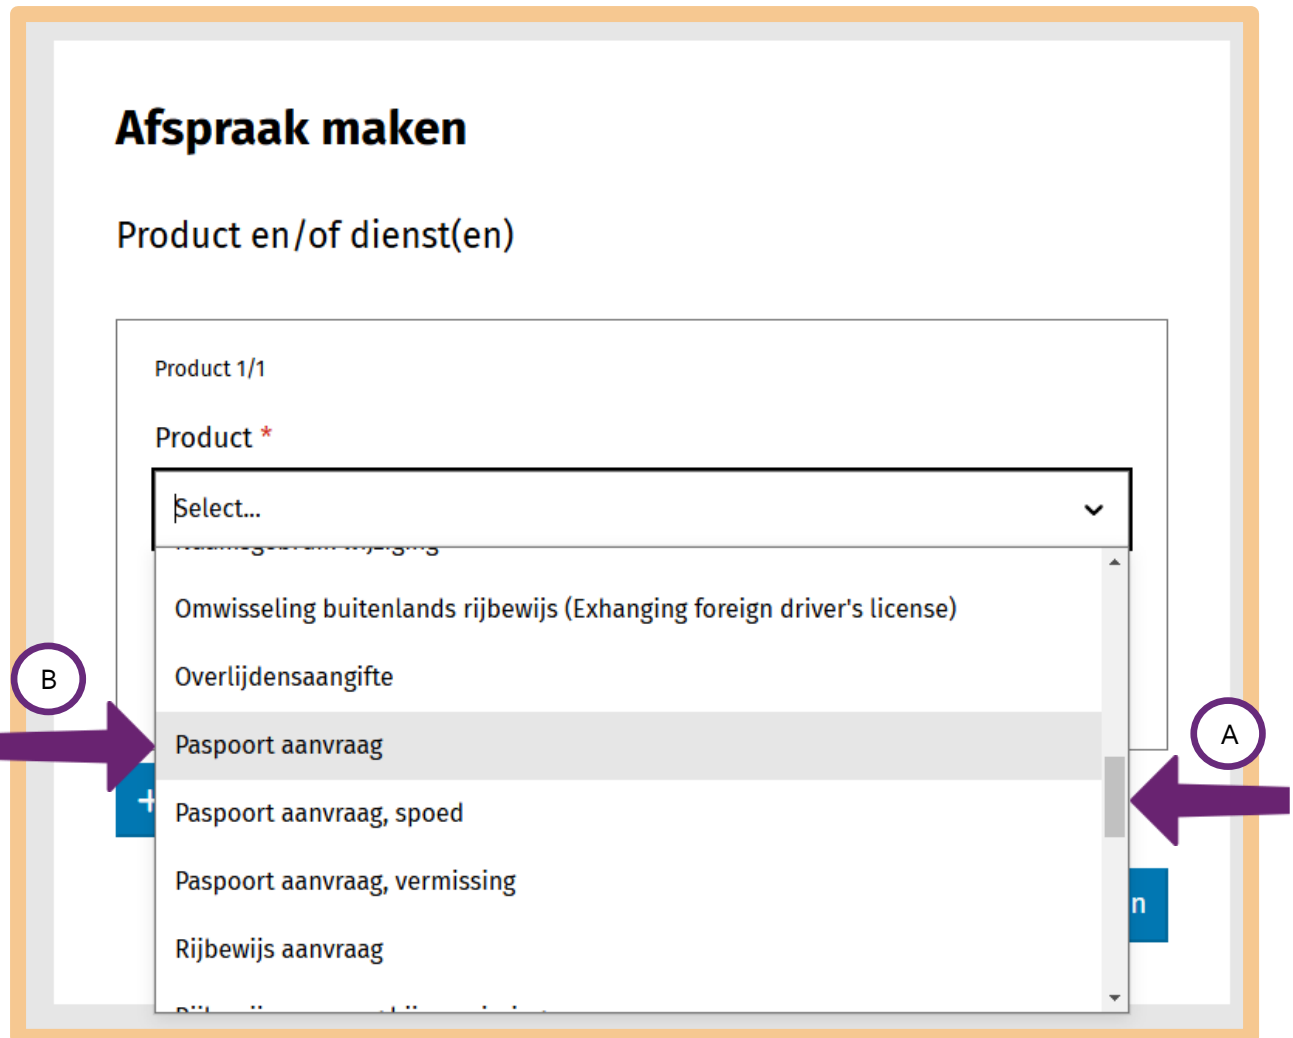 Afspraak maken
Product en/of dienst(en)
Product 1/1
Product *
Select...
Omwisseling buitenlands rijbewijs (Exhanging foreign driver's license)
Overlijdensaangifte
B
Paspoort aanvraag
A
+
Paspoort aanvraag, spoed
Paspoort aanvraag, vermissing
n
Rijbewijs aanvraag